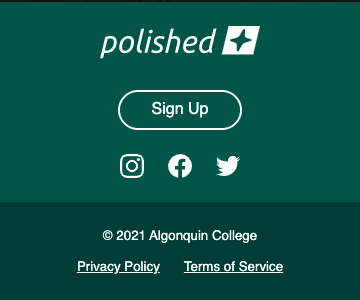 polished
Sign Up
© 2021 Algonquin College
Privacy Policy Terms of Service